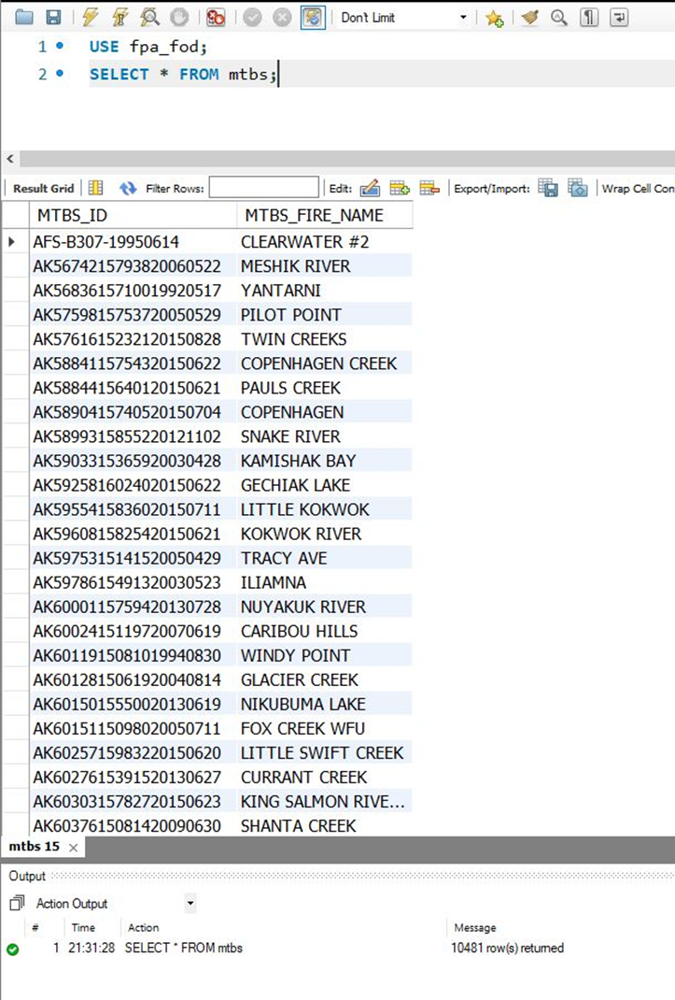 Don't Limit
1 USE fpa_fod;
2 SELECT * FROM mtbs;
Result Grid Filter Rows: Edit: Export/Import: Wrap Cell Con
MTBS_ID MTBS_FIRE_NAME
AFS-B307-19950614 CLEARWATER #2
AK5674215793820060522 MESHIK RIVER
AK5683615710019920517 YANTARNI
AK5759815753720050529 PILOT POINT
AK5761615232120150828 TWIN CREEKS
AK5884115754320150622 COPENHAGEN CREEK
AK5884415640120150621 PAULS CREEK
AK5890415740520150704 COPENHAGEN
AK5899315855220121102 SNAKE RIVER
AK5903315365920030428 KAMISHAK BAY
AK5925816024020150622 GECHIAK LAKE
AK5955415836020150711 LITTLE KOKWOK
AK5960815825420150621 KOKWOK RIVER
AK5975315141520050429 TRACY AVE
AK5978615491320030523 ILIAMNA
AK6000115759420130728 NUYAKUK RIVER
AK6002415119720070619 CARIBOU HILLS
AK6011915081019940830 WINDY POINT
AK6012815061920040814 GLACIER CREEK
AK6015015550020130619 NIKUBUMA LAKE
AK6015115098020050711 FOX CREEK WFU
AK6025715983220150620 LITTLE SWIFT CREEK
AK6027615391520130627 CURRANT CREEK
AK6030315782720150623 KING SALMON RIVE...
AK6037615081420090630 SHANTA CREEK
mtbs 15
Output
Action Output
# Time Action Message
1 21:31:28 SELECT * FROM mtbs 10481 row(s) returned